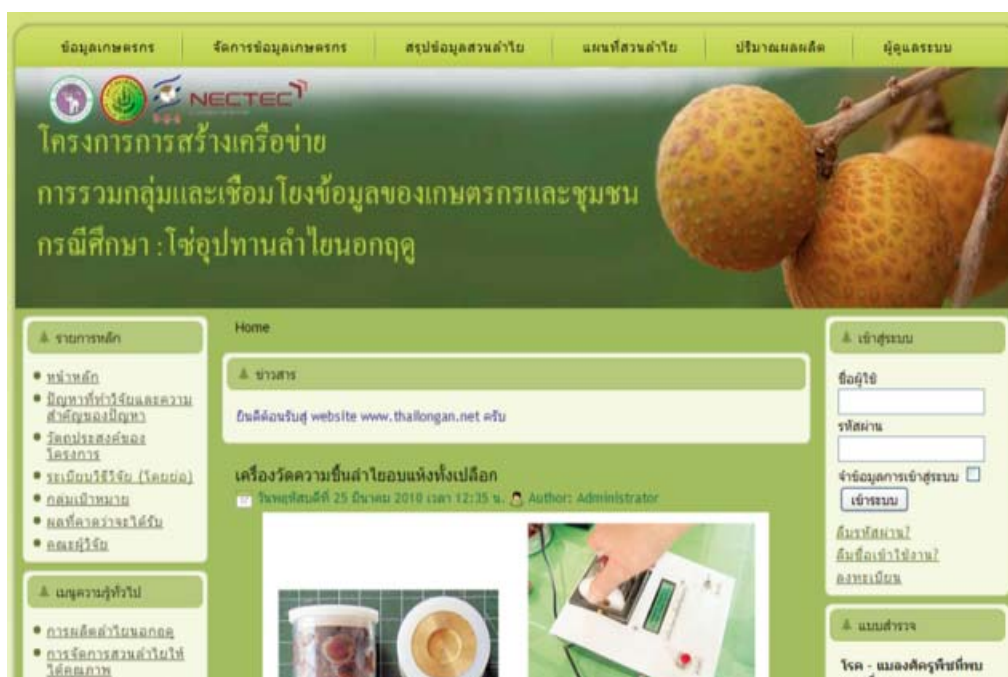 ข้อมูลเกษตรกร
จัดการข้อมูลเกษตรกร
สรุปข้อมูลสวนลำไย
แผนที่สวนลำไย
ปริมาณผลผลิต
ผู้ดูแลระบบ
NECTEC
โครงการการสร้างเครือข่าย
การรวมกลุ่มและเชื่อมโยงข้อมูลของเกษตรกรและชุมชน
กรณีศึกษา : โซ่อุปทานลำไยนอกฤดู
รายการหลัก
หน้าหลัก
ปัญหาที่ทำวิจัยและความ
สำคัญของปัญหา
วัตถุประสงค์ของ
โครงการ
ระเบียบวิธีวิจัย (โดยย่อ)
กลุ่มเป้าหมาย
ผลที่คาดว่าจะได้รับ
คณะผู้วิจัย
เมนูความรู้ทั่วไป
การผลิตลำไยนอกฤดู
การจัดการสวนลำไยให้
ได้คุณภาพ
Home
ข่าวสาร
ยินดีต้อนรับสู่ website www.thailongan.net ครับ
เครื่องวัดความชื้นลำไยอบแห้งทั้งเปลือก
วันพฤหัสบดีที่ 25 มีนาคม 2010 เวลา 12:35 น. Author: Administrator
เข้าสู่ระบบ
ชื่อผู้ใช้
รหัสผ่าน
จำข้อมูลการเข้าสู่ระบบ
เข้าระบบ
ลืมรหัสผ่าน?
ลืมชื่อเข้าใช้งาน?
ลงทะเบียน
แบบสำรวจ
โรค - แมลงศัตรูพืชที่พบ